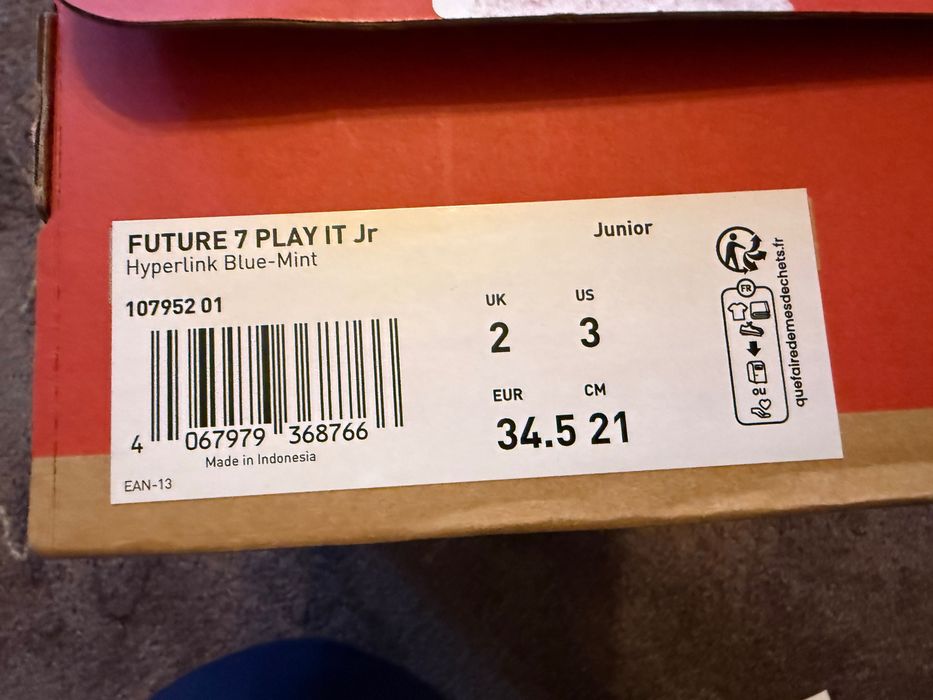 FUTURE 7 PLAY IT Jr
Junior
Hyperlink Blue-Mint
107952 01
UK
US
2
3
EUR
CM
34.5
21
4 067979 368766
Made in Indonesia
EAN-13
FR
quefairedemesdechets.fr